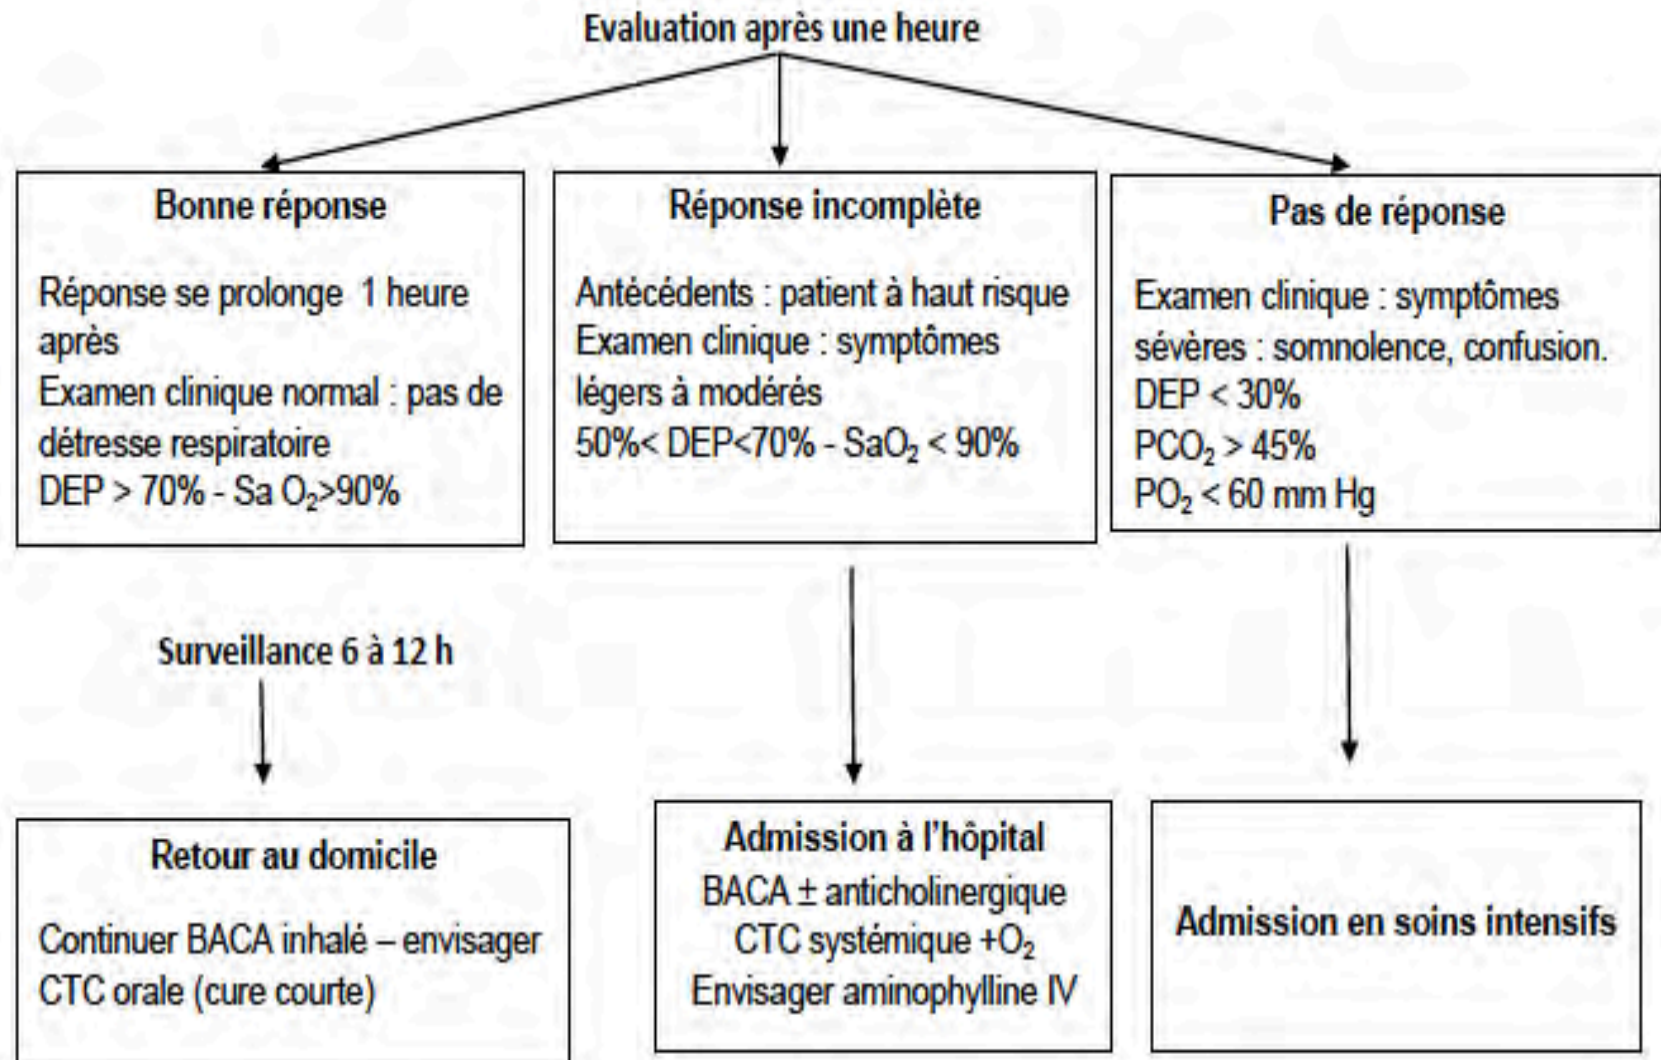 Evaluation après une heure
Bonne réponse
Réponse se prolonge 1 heure
après
Examen clinique normal : pas de
détresse respiratoire
DEP > 70% - Sa O₂>90%
Réponse incomplète
Antécédents : patient à haut risque
Examen clinique : symptômes
légers à modérés
50%< DEP<70% - SaO₂ < 90%
Pas de réponse
Examen clinique : symptômes
sévères : somnolence, confusion.
DEP < 30%
PCO₂ > 45%
PO₂ < 60 mm Hg
Surveillance 6 à 12 h
Retour au domicile
Continuer BACA inhalé – envisager
CTC orale (cure courte)
Admission à l'hôpital
BACA ± anticholinergique
CTC systémique +O₂
Envisager aminophylline IV
Admission en soins intensifs